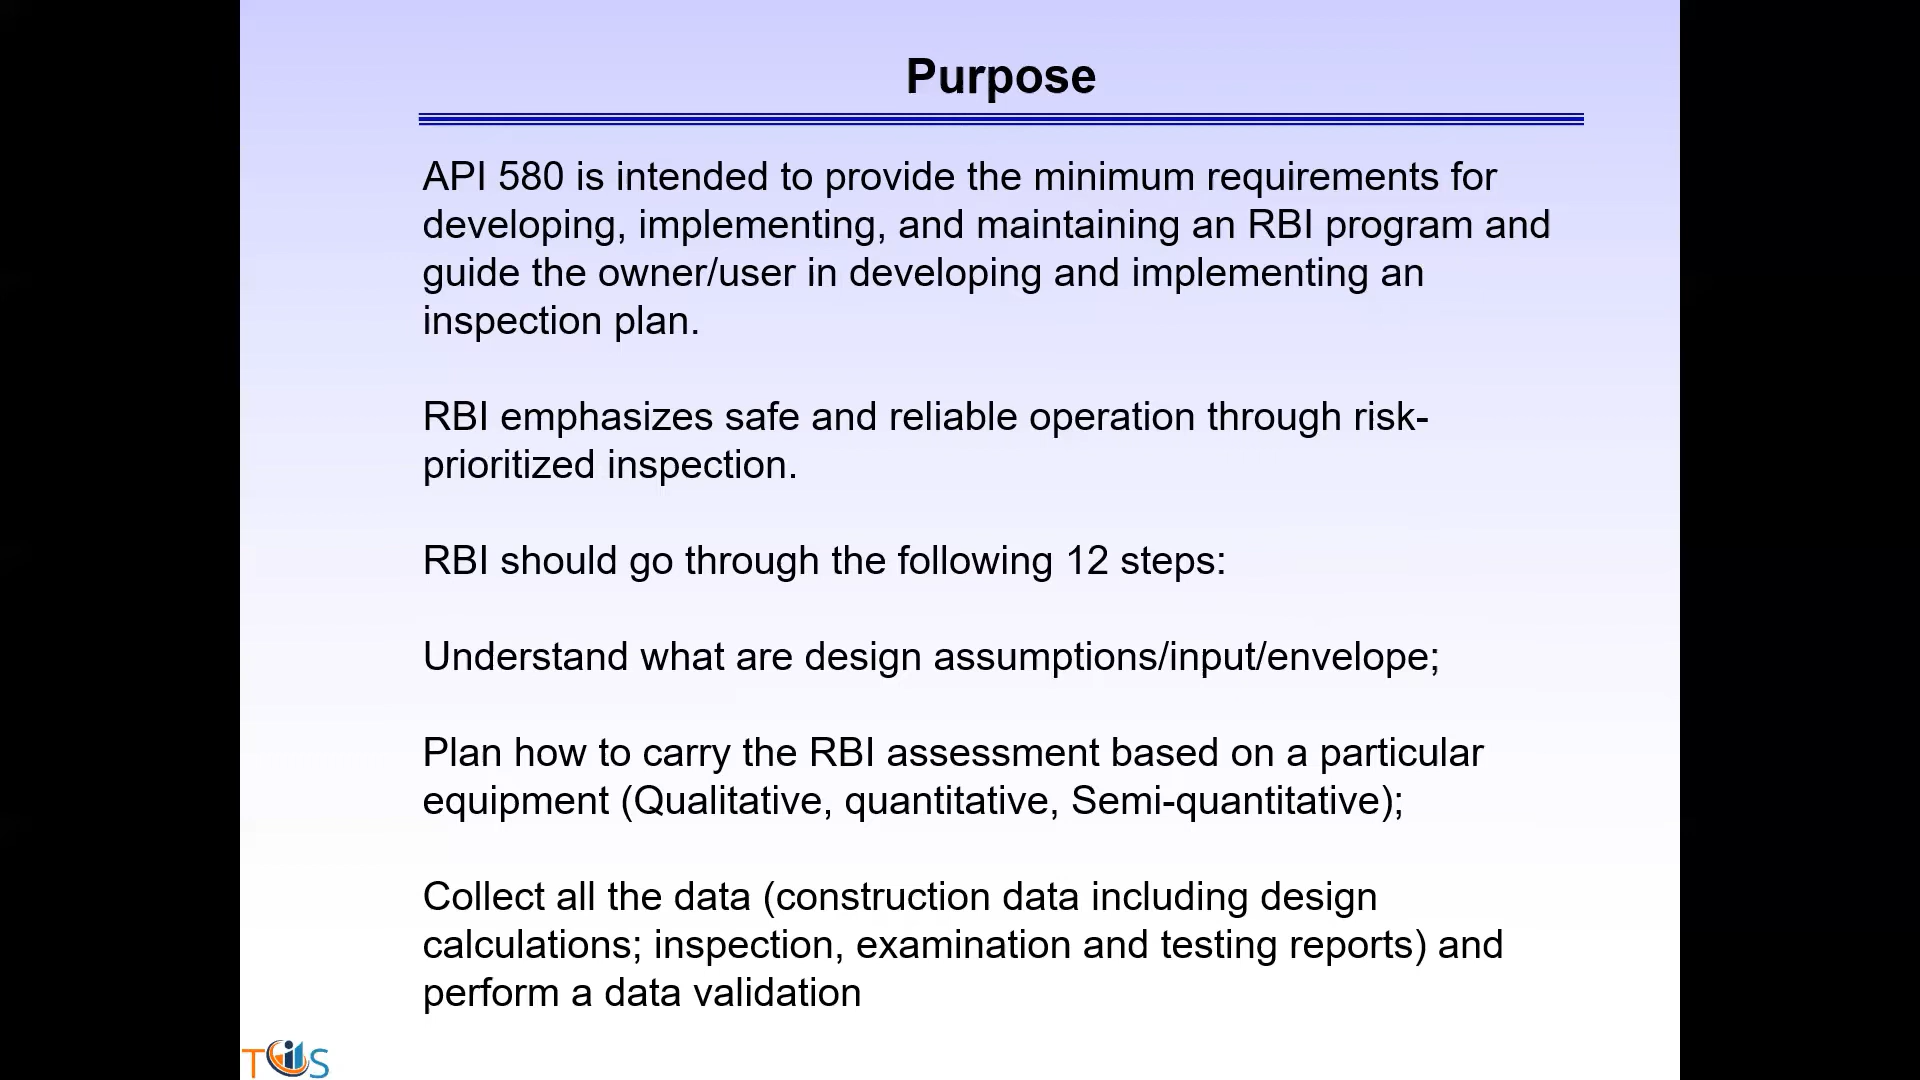 Purpose
API 580 is intended to provide the minimum requirements for
developing, implementing, and maintaining an RBI program and
guide the owner/user in developing and implementing an
inspection plan.
RBI emphasizes safe and reliable operation through risk-
prioritized inspection.
RBI should go through the following 12 steps:
Understand what are design assumptions/input/envelope;
Plan how to carry the RBI assessment based on a particular
equipment (Qualitative, quantitative, Semi-quantitative);
Collect all the data (construction data including design
calculations; inspection, examination and testing reports) and
perform a data validation